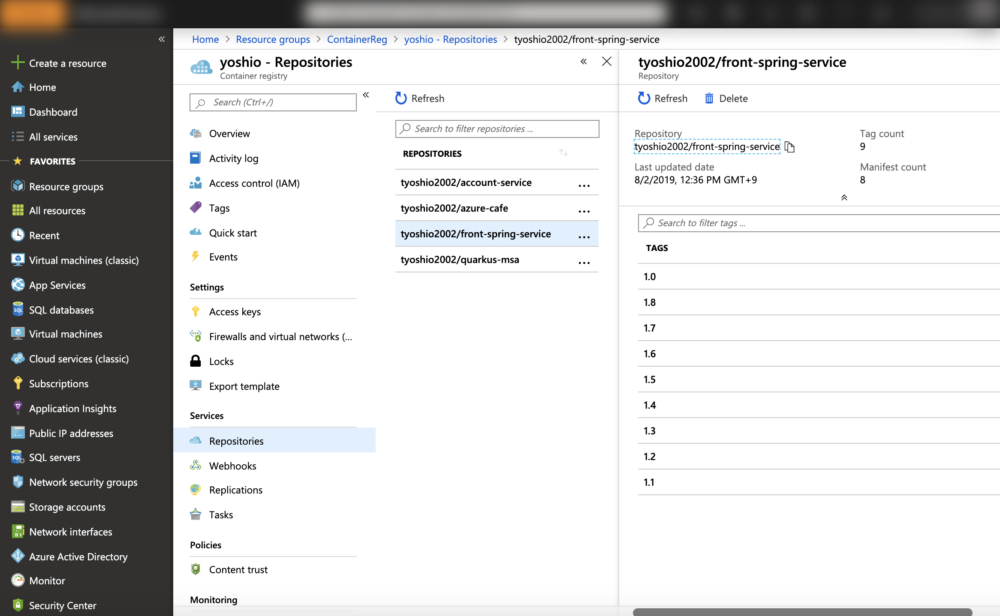 Home > Resource groups > ContainerReg > yoshio - Repositories > tyoshio2002/front-spring-service
Create a resource
Home
Dashboard
All services
FAVORITES
Resource groups
All resources
Recent
Virtual machines (classic)
App Services
SQL databases
Virtual machines
Cloud services (classic)
Subscriptions
Application Insights
Public IP addresses
SQL servers
Network security groups
Storage accounts
Network interfaces
Azure Active Directory
Monitor
Security Center
yoshio - Repositories
Container registry
Search (Ctrl+/)
Overview
Activity log
Access control (IAM)
Tags
Quick start
Events
Settings
Access keys
Firewalls and virtual networks (...
Locks
Export template
Services
Repositories
Webhooks
Replications
Tasks
Policies
Content trust
Monitoring
Refresh
Search to filter repositories ...
REPOSITORIES
tyoshio2002/account-service ...
tyoshio2002/azure-cafe ...
tyoshio2002/front-spring-service ...
tyoshio2002/quarkus-msa ...
tyoshio2002/front-spring-service
Repository
Refresh Delete
Repository
tyoshio2002/front-spring-service
Tag count
9
Last updated date
8/2/2019, 12:36 PM GMT+9
Manifest count
8
Search to filter tags ...
TAGS
1.0
1.8
1.7
1.6
1.5
1.4
1.3
1.2
1.1